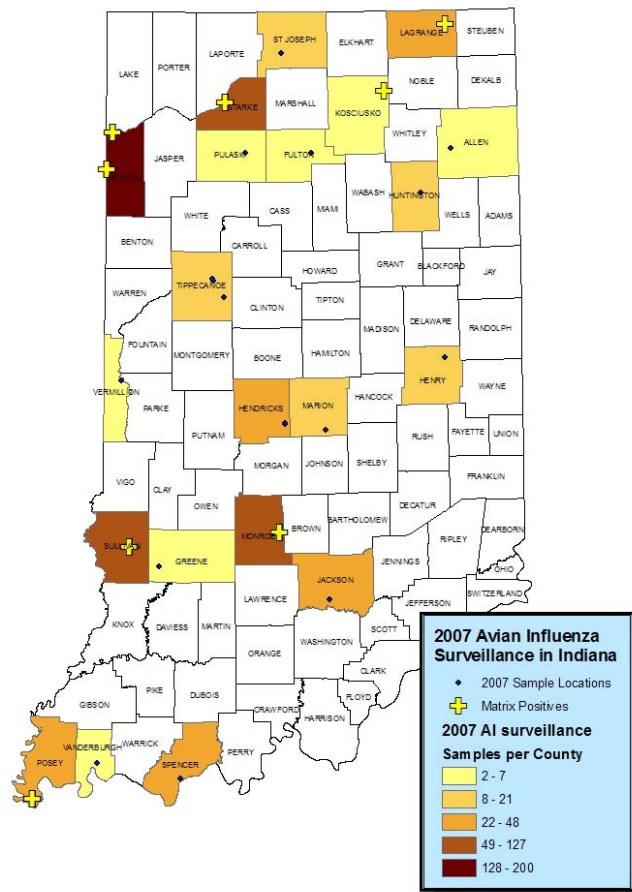 ST JOSEPH
LAGRANGE
STEUBEN
ELKHART
LAPORTE
LAKE
PORTER
NOBLE
DEKALB
STARKE
MARSHALL
KOSCIUSKO
WHITLEY
ALLEN
JASPER
PULASKI
FULTON
WABASH
HUNTINGTON
MIAMI
WELLS
ADAMS
WHITE
CASS
BENTON
CARROLL
GRANT
BLACKFORD
JAY
HOWARD
WARREN
TIPPECANOE
CLINTON
TIPTON
MADISON
DELAWARE
RANDOLPH
FOUNTAIN
MONTGOMERY
BOONE
HAMILTON
HENRY
WAYNE
VERMILLION
HENDRICKS
MARION
HANCOCK
PARKE
PUTNAM
RUSH
FAYETTE
UNION
MORGAN
JOHNSON
SHELBY
VIGO
CLAY
FRANKLIN
OWEN
DECATUR
BARTHOLOMEW
BROWN
MONROE
DEARBORN
RIPLEY
SULLIVAN
GREENE
JENNINGS
OHIO
JACKSON
SWITZERLAND
LAWRENCE
JEFFERSON
KNOX
DAVIESS
MARTIN
SCOTT
WASHINGTON
ORANGE
CLARK
PIKE
DUBOIS
FLOYD
GIBSON
CRAWFORD
HARRISON
VANDERBURGH
WARRICK
PERRY
POSEY
SPENCER
2007 Avian Influenza
Surveillance in Indiana
2007 Sample Locations
Matrix Positives
2007 AI surveillance
Samples per County
2 - 7
8 - 21
22 - 48
49 - 127
128 - 200